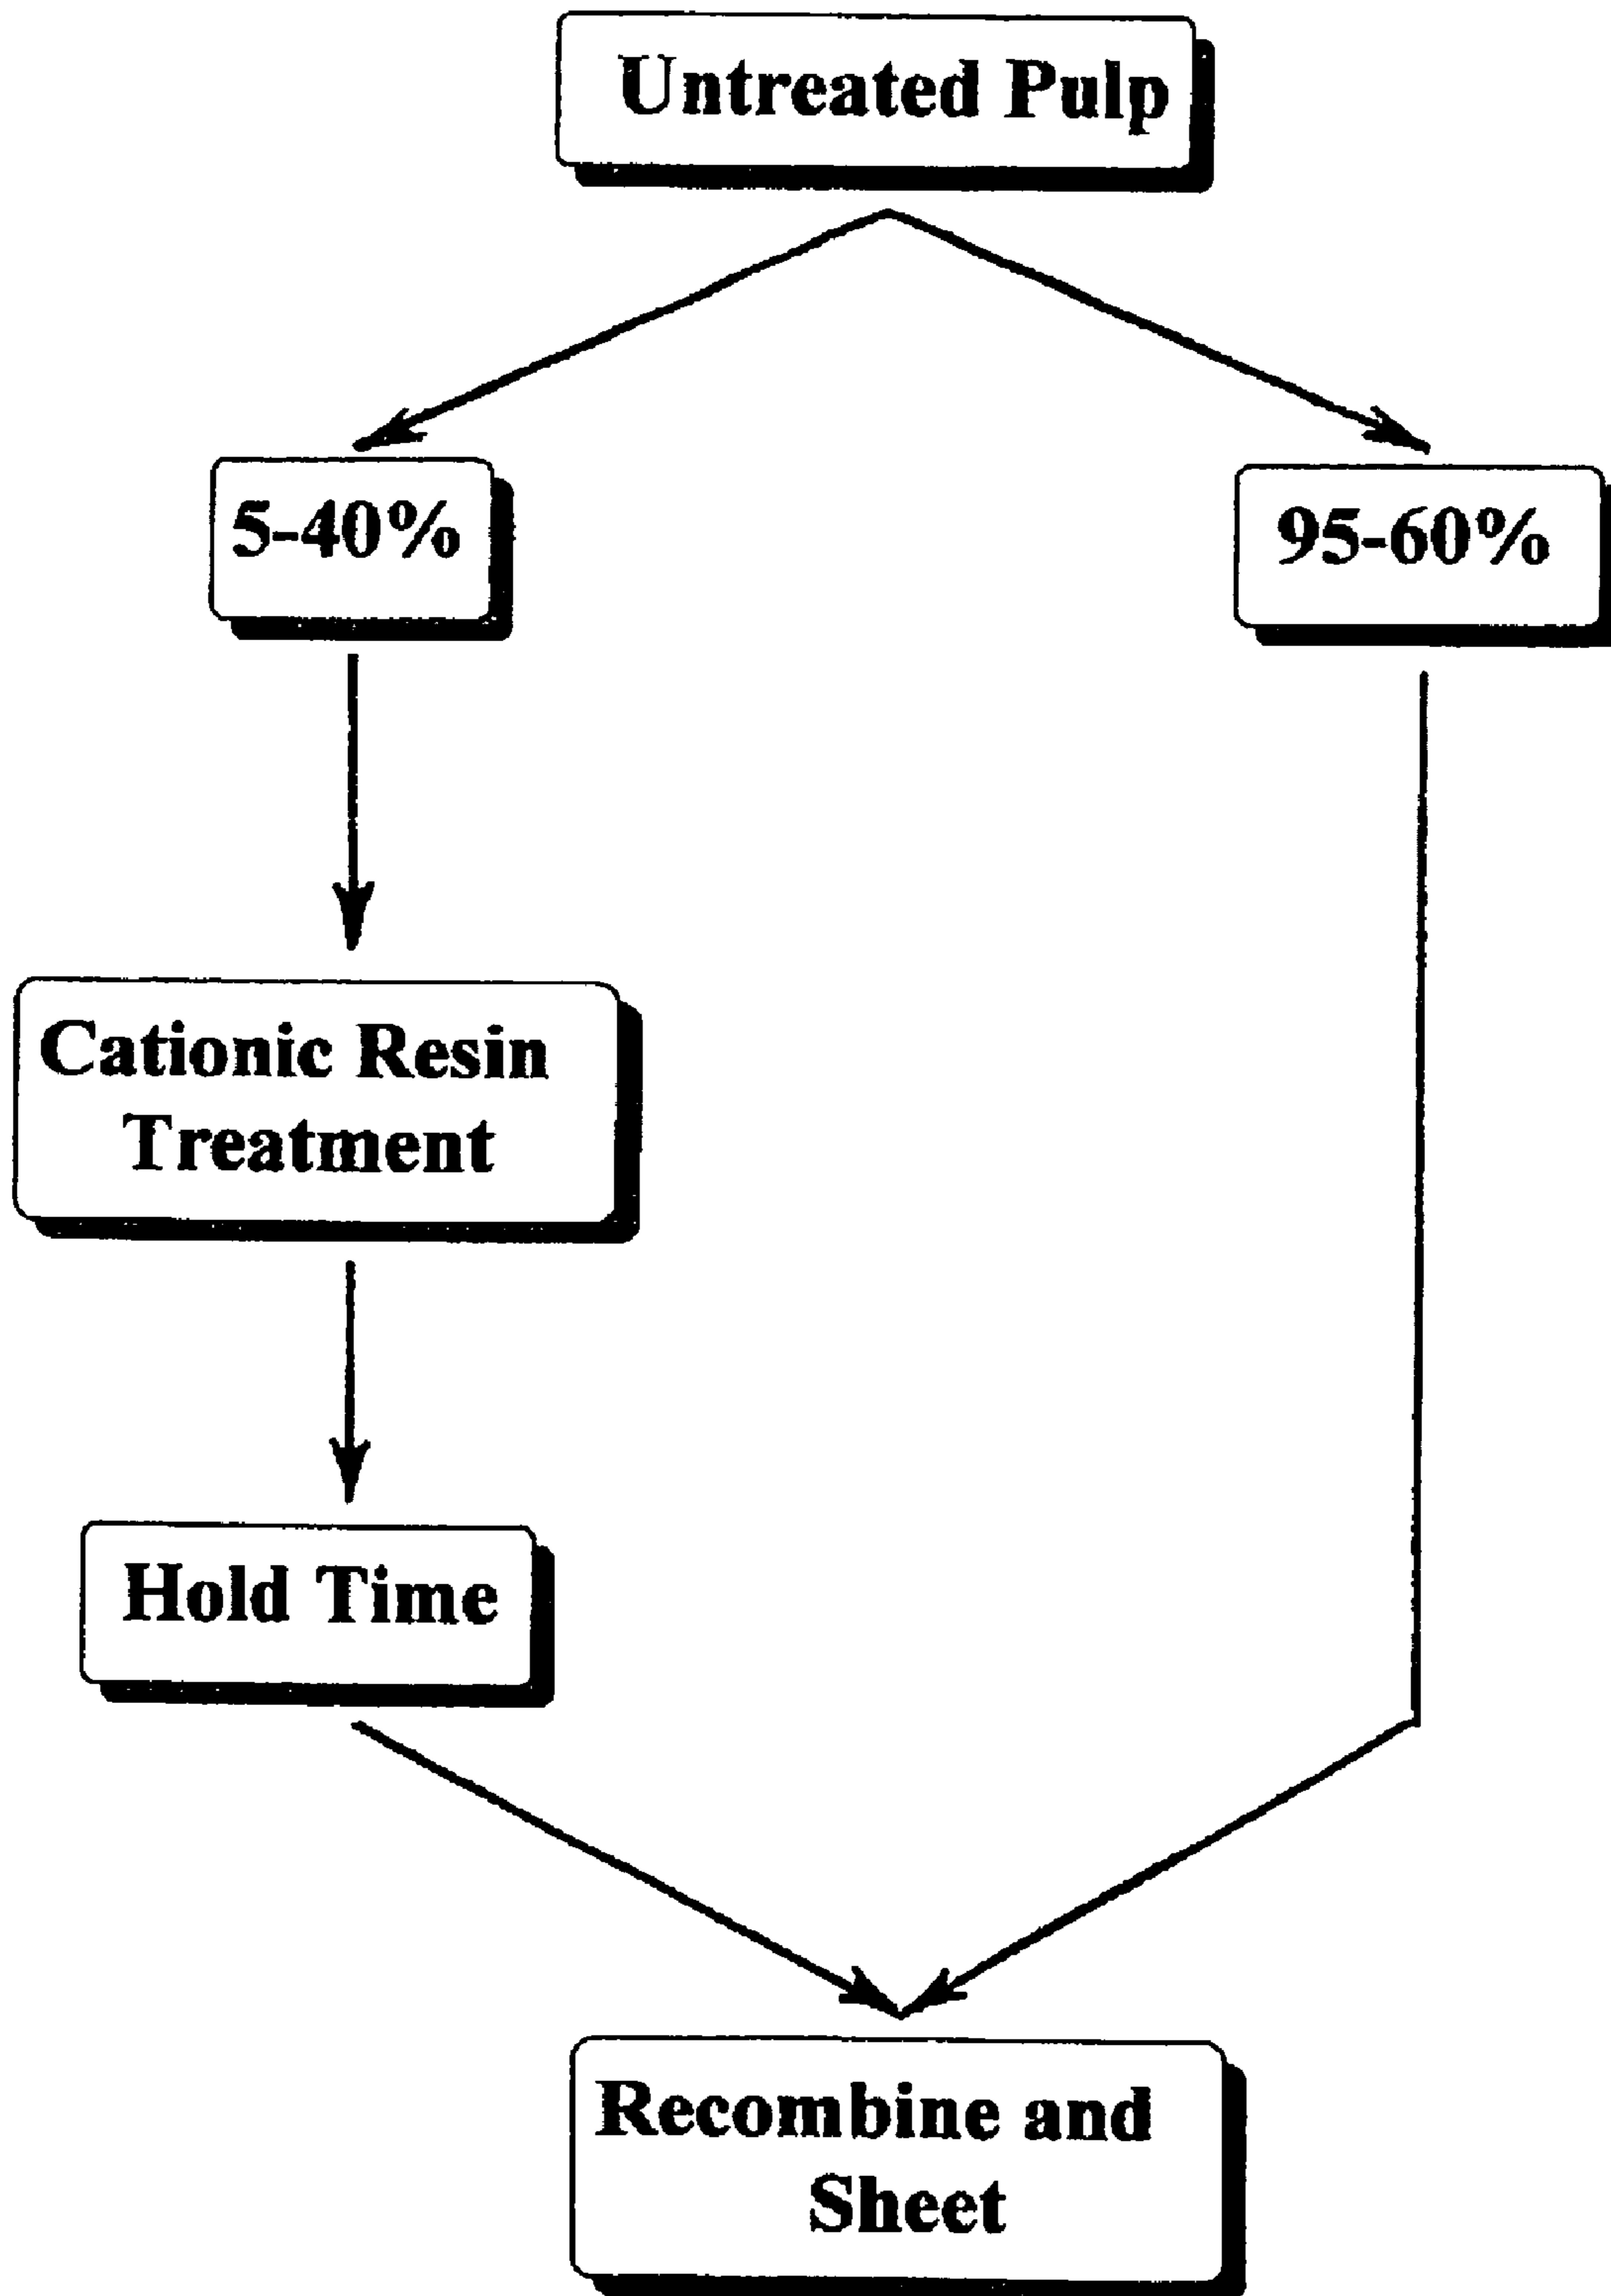 Untreated Pulp
5-40%
95-60%
Cationic Resin
Treatment
Hold Time
Recombine and
Sheet